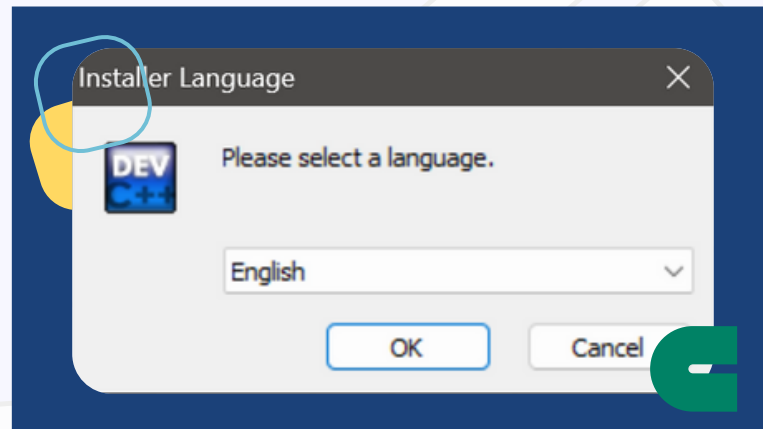 Installer Language
DEV
C++
Please select a language.
English
OK
Cancel